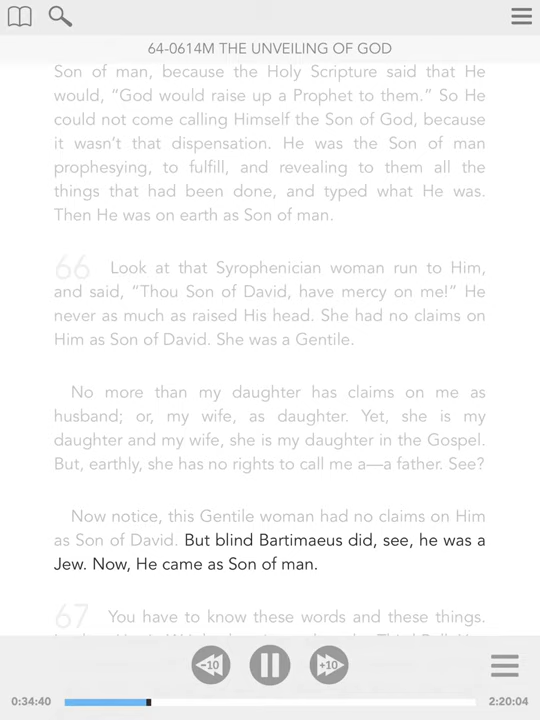 64-0614M THE UNVEILING OF GOD
Son of man, because the Holy Scripture said that He
would, “God would raise up a Prophet to them.” So He
could not come calling Himself the Son of God, because
it wasn’t that dispensation. He was the Son of man
prophesying, to fulfill, and revealing to them all the
things that had been done, and typed what He was.
Then He was on earth as Son of man.
66 Look at that Syrophenician woman run to Him,
and said, “Thou Son of David, have mercy on me!” He
never as much as raised His head. She had no claims on
Him as Son of David. She was a Gentile.
No more than my daughter has claims on me as
husband; or, my wife, as daughter. Yet, she is my
daughter and my wife, she is my daughter in the Gospel.
But, earthly, she has no rights to call me a—a father. See?
Now notice, this Gentile woman had no claims on Him
as Son of David. But blind Bartimaeus did, see, he was a
Jew. Now, He came as Son of man.
67 You have to know these words and these things.
-10
+10
0:34:40
2:20:04